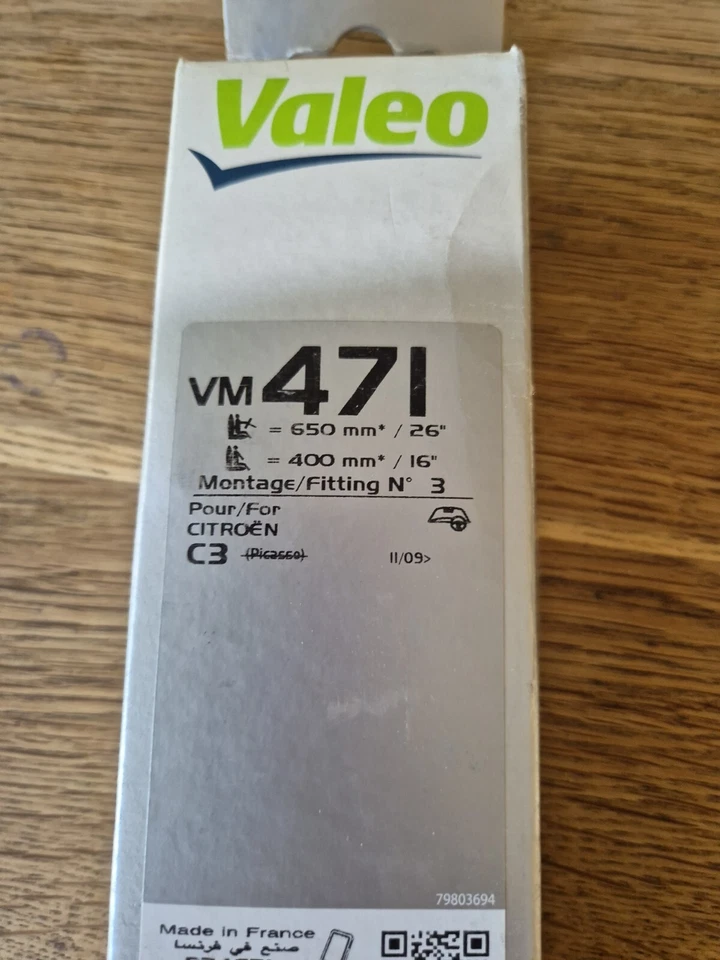 Valeo
VM 471
= 650 mm* / 26"
= 400 mm* / 16"
Montage/Fitting N° 3
Pour/For
CITROËN
C3 (Picasso) 11/09>
79803694
Made in France
صنع في فرنسا